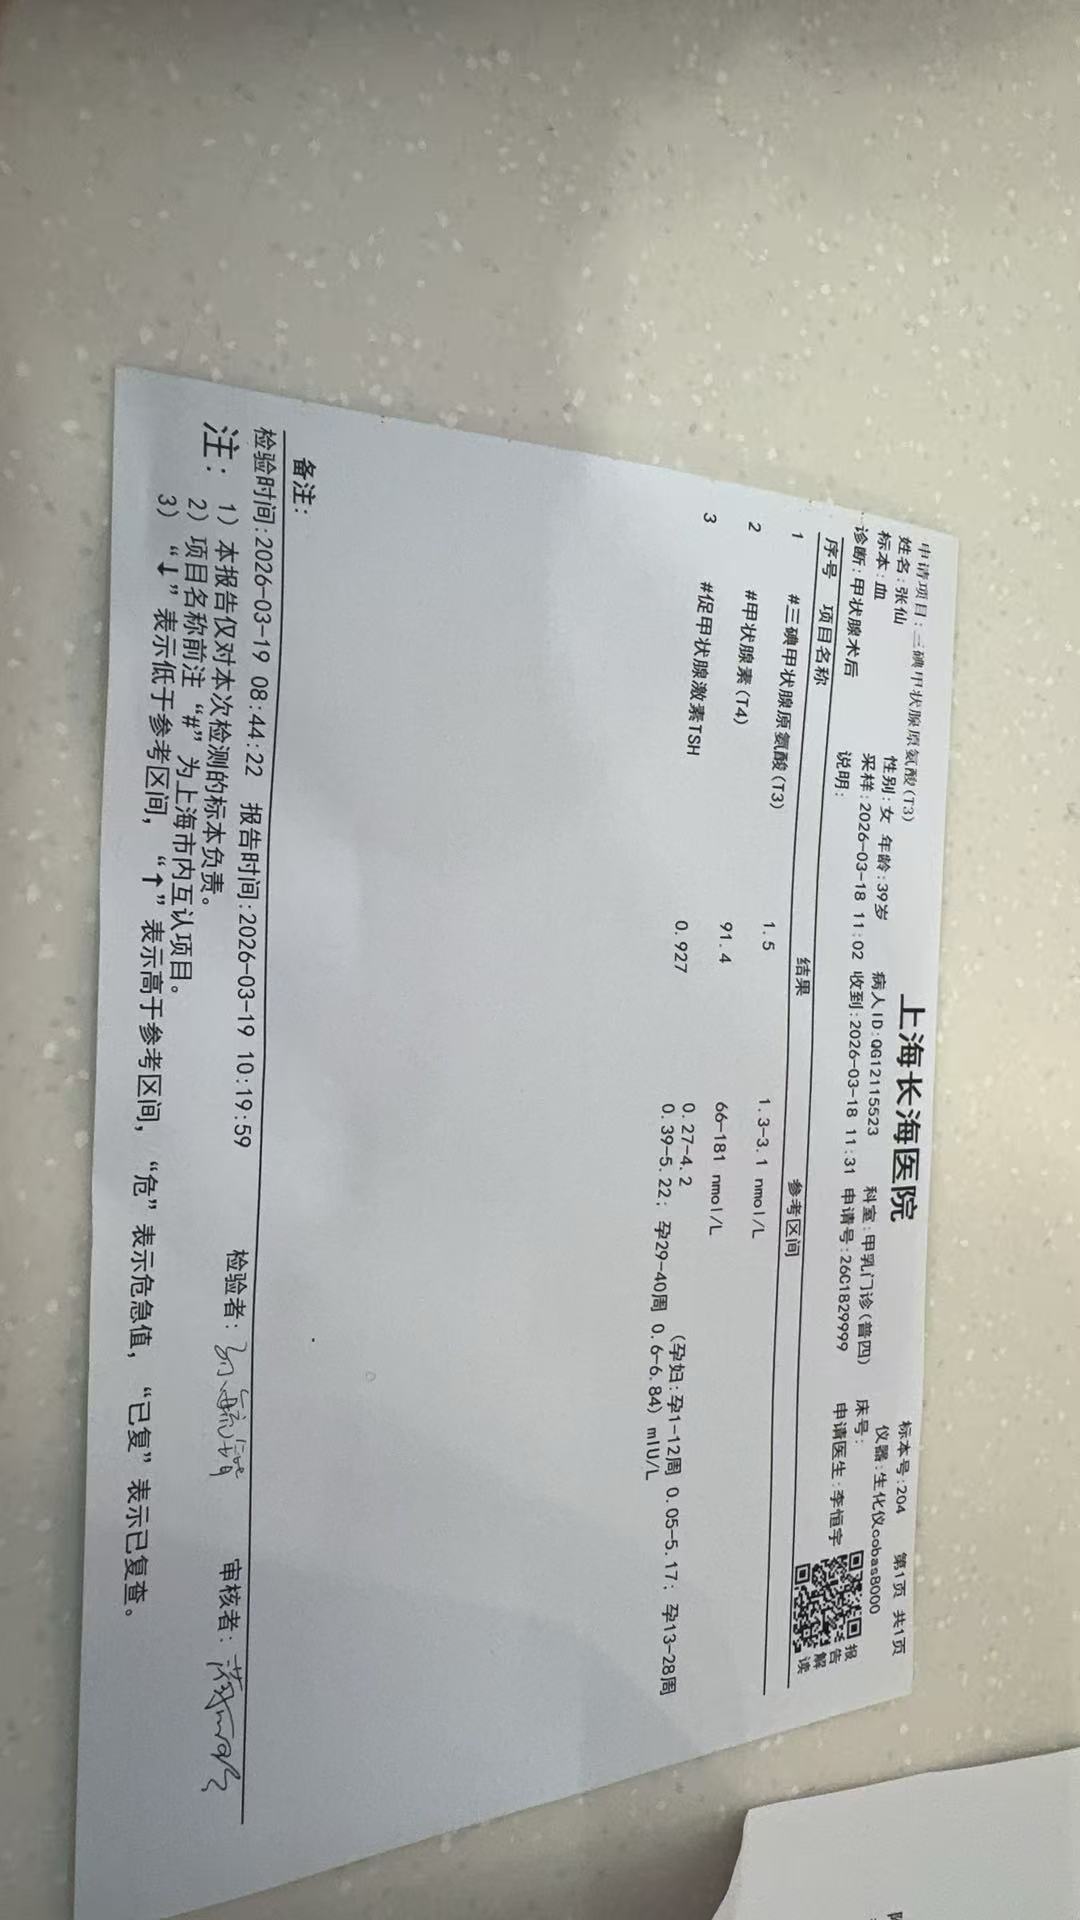 上海长海医院
申请项目:三碘甲状腺原氨酸(T3) 标本号:204 第1页 共1页
姓名:张仙 性别:女 年龄:39岁 病人ID:QG12115523 科室:甲乳门诊(普四) 仪器:生化仪cobas8000
标本:血 采样:2026-03-18 11:02 收到:2026-03-18 11:31 申请号:26C1829999 床号:
诊断:甲状腺术后 说明: 申请医生:李恒宇
报告解读
序号 项目名称 结果 参考区间
1 #三碘甲状腺原氨酸(T3) 1.5 1.3-3.1 nmol/L
2 #甲状腺素(T4) 91.4 66-181 nmol/L
3 #促甲状腺激素TSH 0.927 0.27-4.2 (孕妇:孕1-12周 0.05-5.17; 孕13-28周
0.39-5.22; 孕29-40周 0.6-6.84) mIU/L
备注:
检验时间:2026-03-19 08:44:22 报告时间:2026-03-19 10:19:59 检验者: 审核者:
注: 1)本报告仅对本次检测的标本负责。
2)项目名称前注“#”为上海市内互认项目。
3)“↓”表示低于参考区间,“↑”表示高于参考区间,“危”表示危急值,“已复”表示已复查。